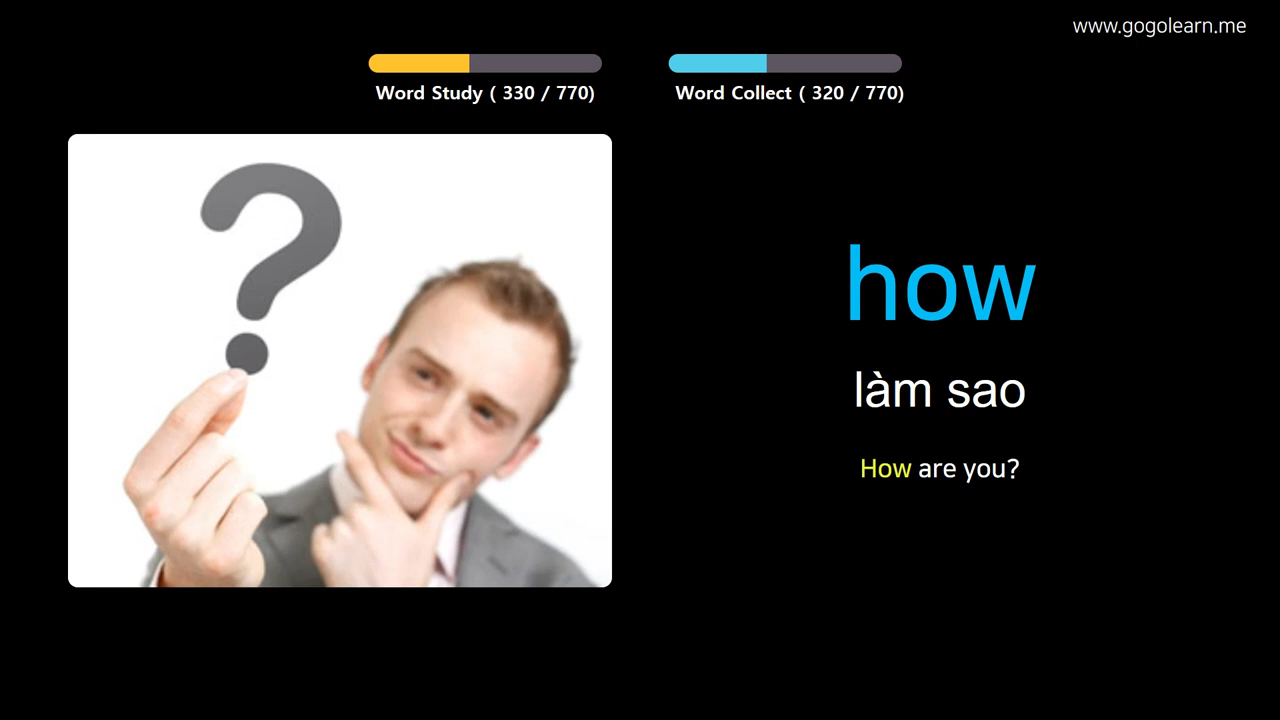 www.gogolearn.me
Word Study ( 330 / 770)
Word Collect ( 320 / 770)
?
how
làm sao
How are you?